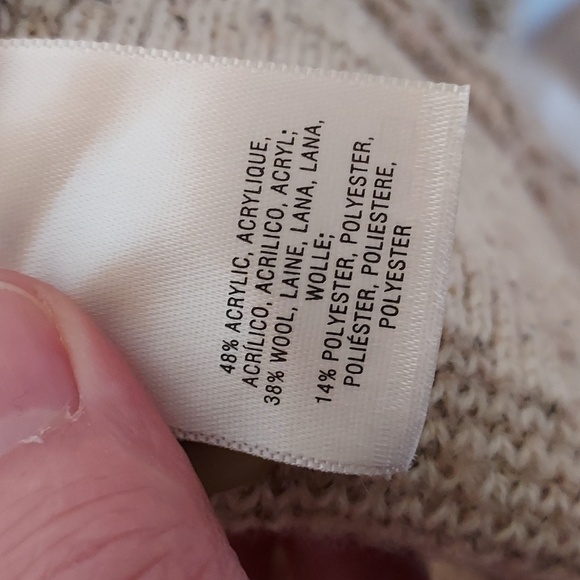 48% ACRYLIC, ACRYLIQUE,
ACRÍLICO, ACRILICO, ACRYL;
38% WOOL, LAINE, LANA, LANA,
WOLLE;
14% POLYESTER, POLYESTER,
POLIÉSTER, POLIESTERE,
POLYESTER